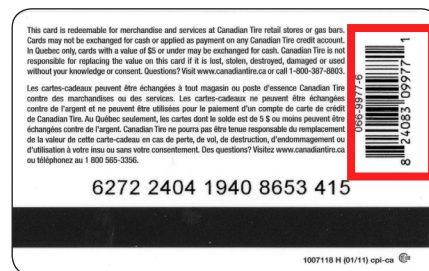 This card is redeemable for merchandise and services at Canadian Tire retail stores or gas bars.
Cards may not be exchanged for cash or applied as payment on any Canadian Tire credit account.
In Quebec only, cards with a value of $5 or under may be exchanged for cash. Canadian Tire is not
responsible for replacing the value on this card if it is lost, stolen, destroyed, damaged or used
without your knowledge or consent. Questions? Visit www.canadiantire.ca or call 1-800-387-8803.
Les cartes-cadeaux peuvent être échangées à tout magasin ou poste d'essence Canadian Tire
contre des marchandises ou des services. Les cartes-cadeaux ne peuvent être échangées
contre de l'argent et ne peuvent être utilisées pour le paiement d'un compte de carte de crédit
de Canadian Tire. Au Québec seulement, les cartes dont le solde est de 5 $ ou moins peuvent être
échangées contre de l'argent. Canadian Tire ne pourra pas être tenue responsable du remplacement
de la valeur de cette carte-cadeau en cas de perte, de vol, de destruction, d'endommagement ou
d'utilisation à votre insu ou sans votre consentement. Des questions? Visitez www.canadiantire.ca
ou téléphonez au 1 800 565-3356.
066-9977-6
8 24083 09977 1
6272 2404 1940 8653 415
1007118 H (01/11) cpi-ca